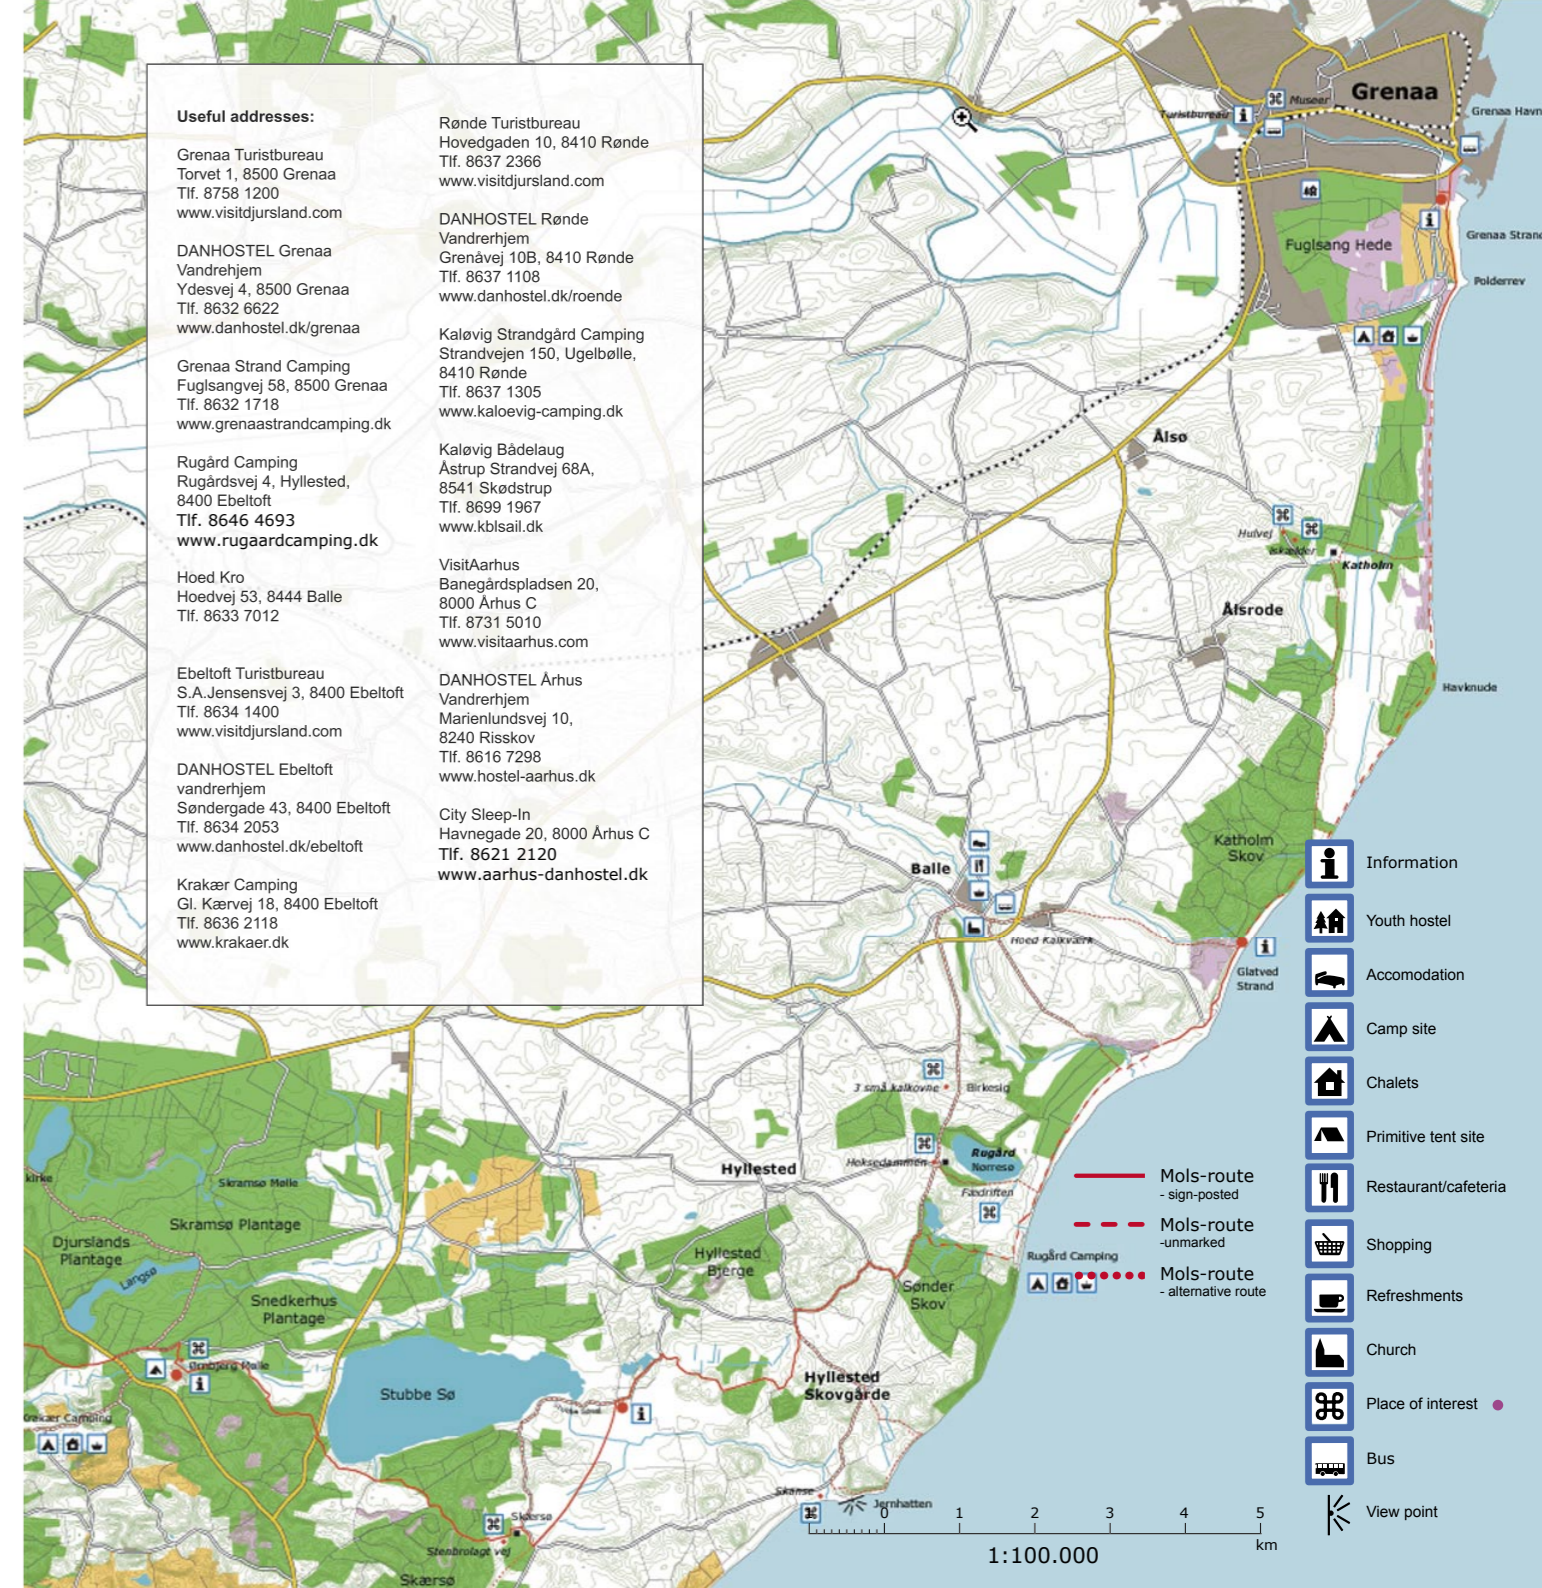 Useful addresses:
Grenaa Turistbureau
Torvet 1, 8500 Grenaa
Tlf. 8758 1200
www.visitdjursland.com
DANHOSTEL Grenaa
Vandrehjem
Ydesvej 4, 8500 Grenaa
Tlf. 8632 6622
www.danhostel.dk/grenaa
Grenaa Strand Camping
Fuglsangvej 58, 8500 Grenaa
Tlf. 8632 1718
www.grenaastrandcamping.dk
Rugård Camping
Rugårdsvej 4, Hyllested,
8400 Ebeltoft
Tlf. 8646 4693
www.rugaardcamping.dk
Hoed Kro
Hoedvej 53, 8444 Balle
Tlf. 8633 7012
Ebeltoft Turistbureau
S.A.Jensensvej 3, 8400 Ebeltoft
Tlf. 8634 1400
www.visitdjursland.com
DANHOSTEL Ebeltoft
vandrerhjem
Søndergade 43, 8400 Ebeltoft
Tlf. 8634 2053
www.danhostel.dk/ebeltoft
Krakær Camping
Gl. Kærvej 18, 8400 Ebeltoft
Tlf. 8636 2118
www.krakaer.dk
Rønde Turistbureau
Hovedgaden 10, 8410 Rønde
Tlf. 8637 2366
www.visitdjursland.com
DANHOSTEL Rønde
Vandrerhjem
Grenåvej 10B, 8410 Rønde
Tlf. 8637 1108
www.danhostel.dk/roende
Kaløvig Strandgård Camping
Strandvejen 150, Ugelbølle,
8410 Rønde
Tlf. 8637 1305
www.kaloevig-camping.dk
Kaløvig Bådelaug
Åstrup Strandvej 68A,
8541 Skødstrup
Tlf. 8699 1967
www.kblsail.dk
VisitAarhus
Banegårdspladsen 20,
8000 Århus C
Tlf. 8731 5010
www.visitaarhus.com
DANHOSTEL Århus
Vandrerhjem
Marienlundsvej 10,
8240 Risskov
Tlf. 8616 7298
www.hostel-aarhus.dk
City Sleep-In
Havnegade 20, 8000 Århus C
Tlf. 8621 2120
www.aarhus-danhostel.dk
Grenaa
Museer
Turistbureau
Grenaa Havn
Grenaa Strand
Fuglsang Hede
Polderrev
Ålsø
Hulvej
Iskælder
Katholm
Ålsrode
Havknude
Katholm
Skov
Balle
Hoed Kalkværk
Glatved
Strand
3 små kalkovne
Birkesig
Heksedammen
Rugård
Nørresø
Fædriften
Hyllested
Rugård Camping
Hyllested
Bjerge
Sønder
Skov
kirke
Skramsø Mølle
Skramsø Plantage
Djurslands
Plantage
Langsø
Snedkerhus
Plantage
Ørnbjerg Mølle
Stubbe Sø
Hyllested
Skovgårde
Krakær Camping
Skanse
Jernhatten
Skærsø
Stenbrolagt vej
Skærsø
Mols-route
- sign-posted
Mols-route
-unmarked
Mols-route
- alternative route
Information
Youth hostel
Accomodation
Camp site
Chalets
Primitive tent site
Restaurant/cafeteria
Shopping
Refreshments
Church
Place of interest
Bus
View point
0 1 2 3 4 5
km
1:100.000